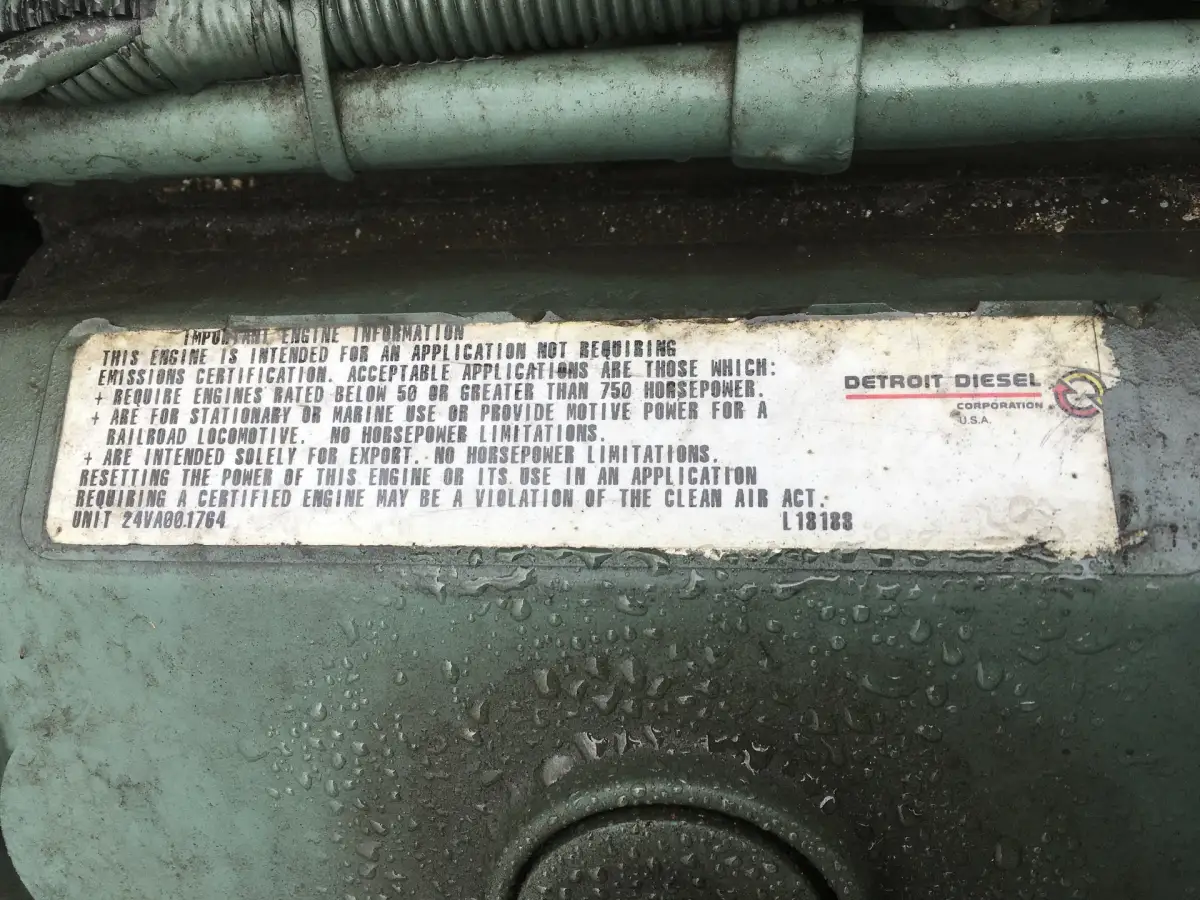 IMPORTANT ENGINE INFORMATION
THIS ENGINE IS INTENDED FOR AN APPLICATION NOT REQUIRING
EMISSIONS CERTIFICATION. ACCEPTABLE APPLICATIONS ARE THOSE WHICH:
+ REQUIRE ENGINES RATED BELOW 50 OR GREATER THAN 750 HORSEPOWER.
+ ARE FOR STATIONARY OR MARINE USE OR PROVIDE MOTIVE POWER FOR A
RAILROAD LOCOMOTIVE. NO HORSEPOWER LIMITATIONS.
+ ARE INTENDED SOLELY FOR EXPORT. NO HORSEPOWER LIMITATIONS.
RESETTING THE POWER OF THIS ENGINE OR ITS USE IN AN APPLICATION
REQUIRING A CERTIFIED ENGINE MAY BE A VIOLATION OF THE CLEAN AIR ACT.
UNIT 24VA001764 L18188
DETROIT DIESEL
CORPORATION
U.S.A.